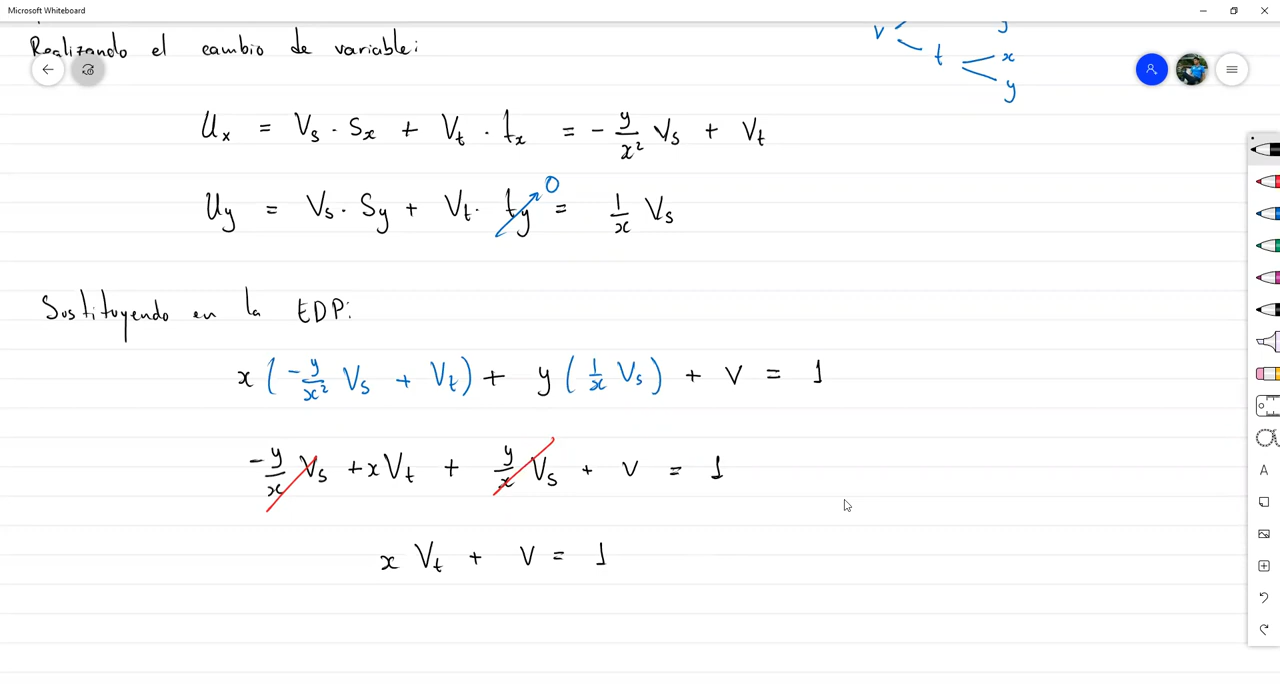 Microsoft Whiteboard
Realizando el cambio de variable:
v t x y
Ux = Vs · Sx + Vt · tx = - y/x² Vs + Vt
Uy = Vs · Sy + Vt · ty 0 = 1/x Vs
Sustituyendo en la EDP:
x ( - y/x² Vs + Vt ) + y ( 1/x Vs ) + v = 1
- y/x Vs + x Vt + y/x Vs + v = 1
x Vt + v = 1
A